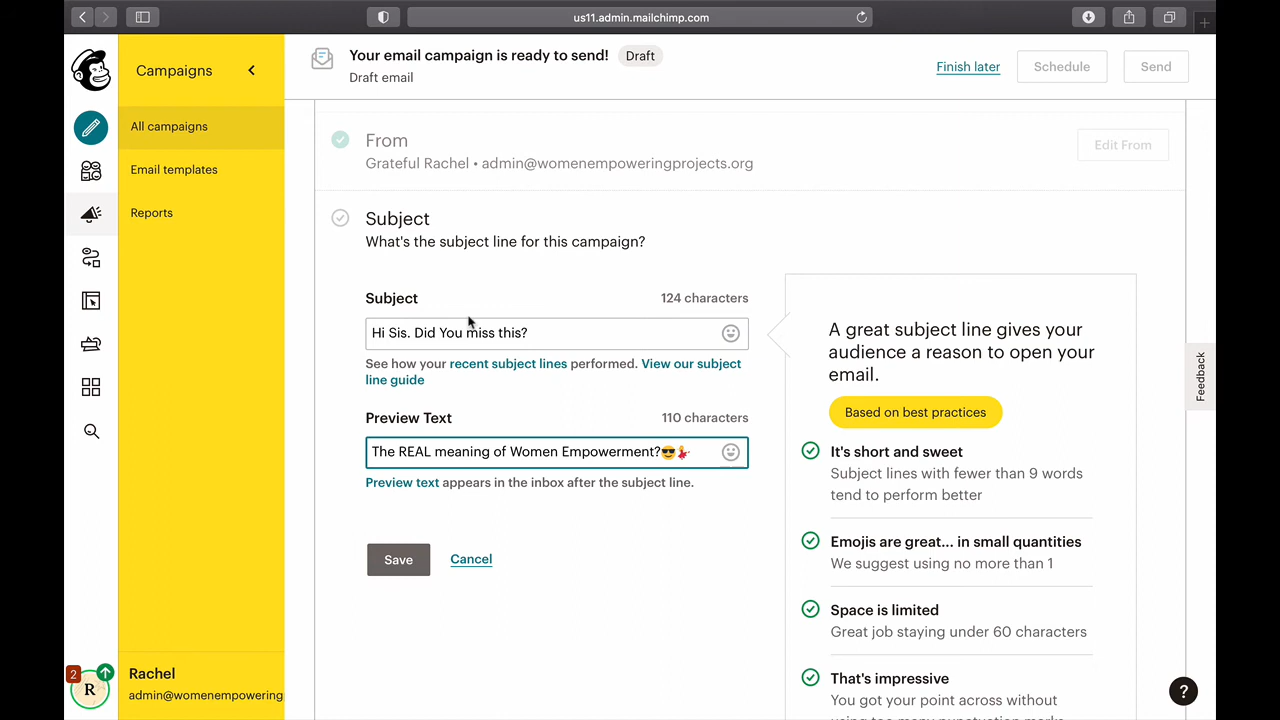 us11.admin.mailchimp.com
Campaigns
All campaigns
Email templates
Reports
Your email campaign is ready to send! Draft
Draft email
Finish later
Schedule
Send
From
Grateful Rachel • admin@womenempoweringprojects.org
Edit From
Subject
What's the subject line for this campaign?
Subject
124 characters
Hi Sis. Did You miss this?
See how your recent subject lines performed. View our subject
line guide
Preview Text
110 characters
The REAL meaning of Women Empowerment?😎💃
Preview text appears in the inbox after the subject line.
Save
Cancel
A great subject line gives your
audience a reason to open your
email.
Based on best practices
It's short and sweet
Subject lines with fewer than 9 words
tend to perform better
Emojis are great... in small quantities
We suggest using no more than 1
Space is limited
Great job staying under 60 characters
That's impressive
You got your point across without
Feedback
2
R
Rachel
admin@womenempowering
?